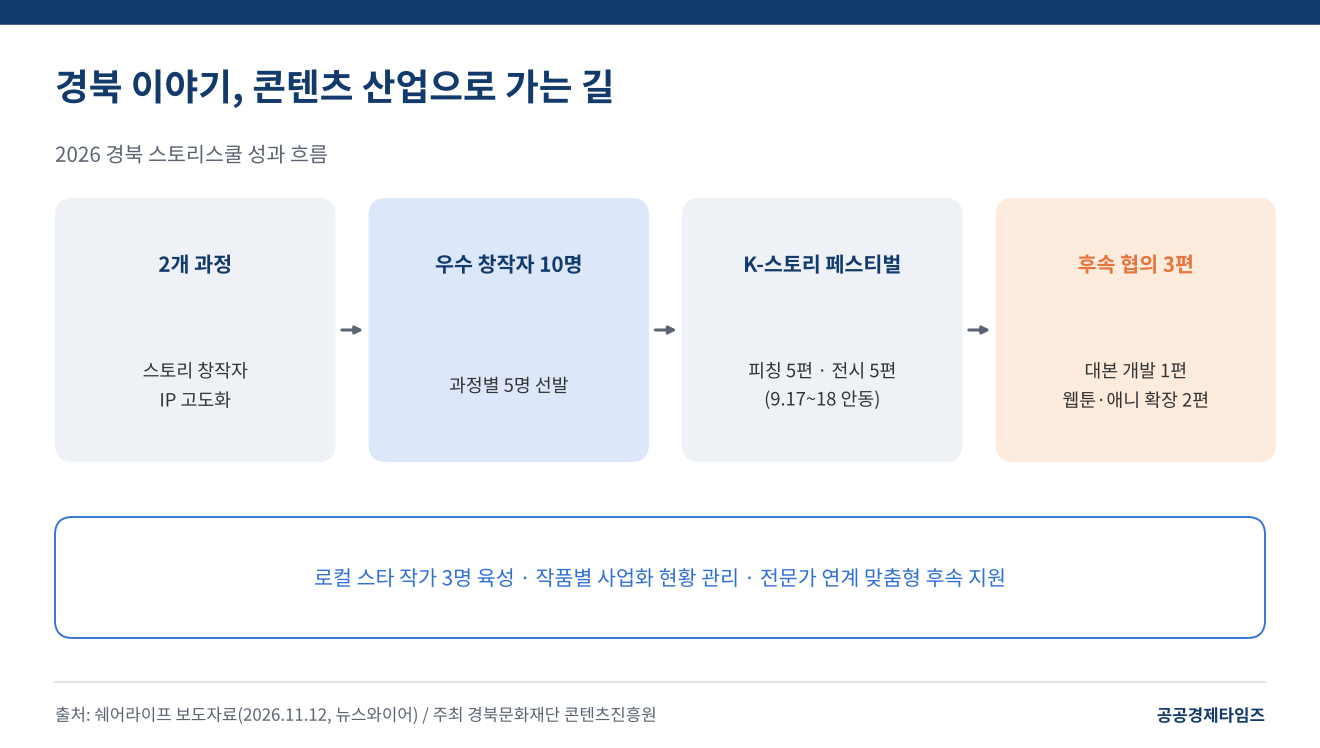 경북 이야기, 콘텐츠 산업으로 가는 길
2026 경북 스토리스쿨 성과 흐름
2개 과정
스토리 창작자
IP 고도화
우수 창작자 10명
과정별 5명 선발
K-스토리 페스티벌
피칭 5편 · 전시 5편
(9.17~18 안동)
후속 협의 3편
대본 개발 1편
웹툰·애니 확장 2편
로컬 스타 작가 3명 육성 · 작품별 사업화 현황 관리 · 전문가 연계 맞춤형 후속 지원
출처: 쉐어라이프 보도자료(2026.11.12, 뉴스와이어) / 주최 경북문화재단 콘텐츠진흥원
공공경제타임즈